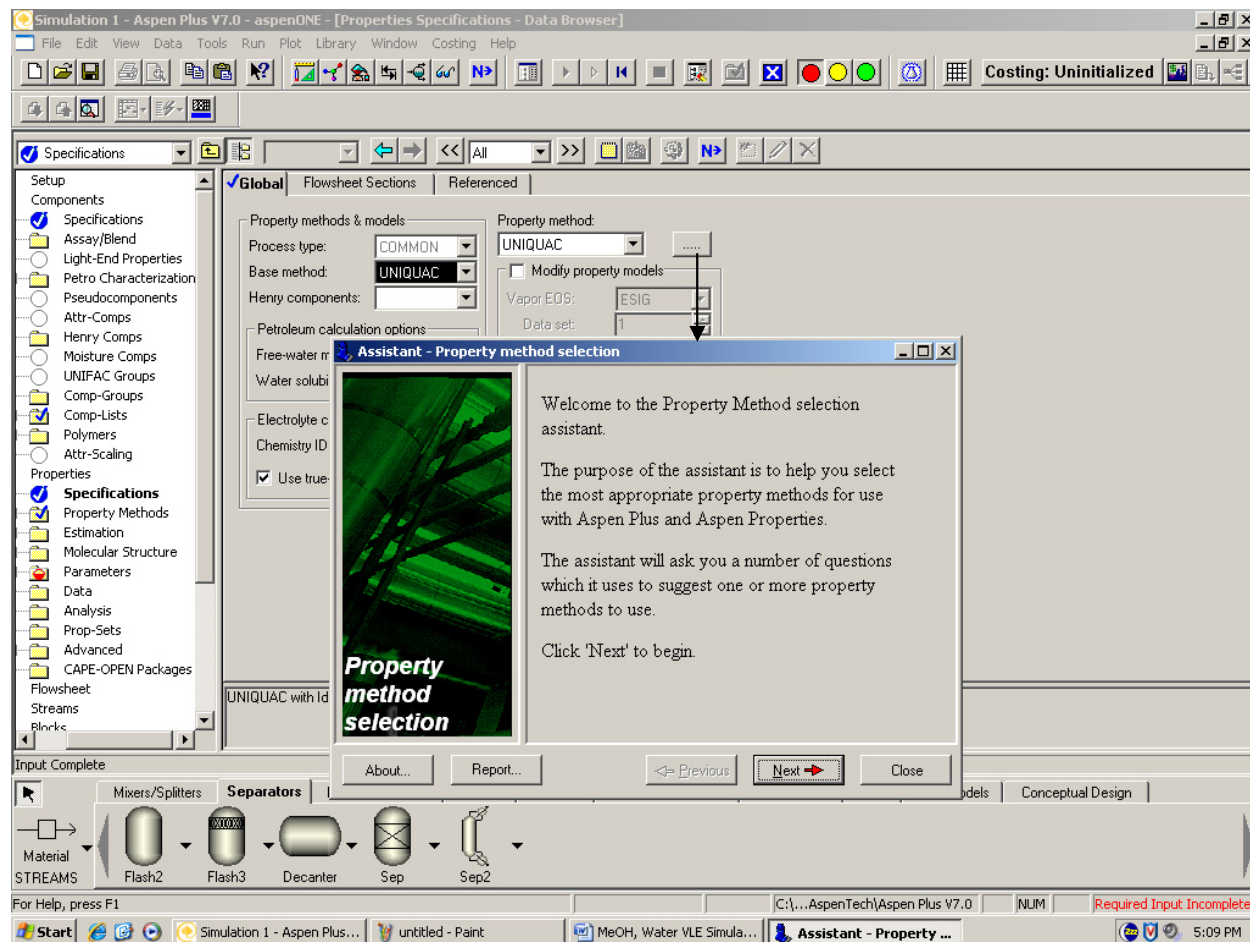 Simulation 1 - Aspen Plus V7.0 - aspenONE - [Properties Specifications - Data Browser]
File Edit View Data Tools Run Plot Library Window Costing Help
N>
Costing: Uninitialized
Specifications
<< All >>
N>
Setup
Components
Specifications
Assay/Blend
Light-End Properties
Petro Characterization
Pseudocomponents
Attr-Comps
Henry Comps
Moisture Comps
UNIFAC Groups
Comp-Groups
Comp-Lists
Polymers
Attr-Scaling
Properties
Specifications
Property Methods
Estimation
Molecular Structure
Parameters
Data
Analysis
Prop-Sets
Advanced
CAPE-OPEN Packages
Flowsheet
Streams
Blocks
Global Flowsheet Sections Referenced
Property methods & models
Process type: COMMON
Base method: UNIQUAC
Henry components:
Petroleum calculation options
Free-water m
Water solubi
Electrolyte c
Chemistry ID
Use true-
Property method:
UNIQUAC .....
Modify property models
Vapor EOS: ESIG
Data set: 1
UNIQUAC with Id
Assistant - Property method selection
Property
method
selection
Welcome to the Property Method selection
assistant.
The purpose of the assistant is to help you select
the most appropriate property methods for use
with Aspen Plus and Aspen Properties.
The assistant will ask you a number of questions
which it uses to suggest one or more property
methods to use.
Click 'Next' to begin.
About... Report... <= Previous Next Close
Input Complete
Mixers/Splitters Separators dels Conceptual Design
Material
STREAMS Flash2 Flash3 Decanter Sep Sep2
For Help, press F1 C:\...AspenTech\Aspen Plus V7.0 NUM Required Input Incomplete
Start Simulation 1 - Aspen Plus... untitled - Paint MeOH, Water VLE Simula... Assistant - Property ... 5:09 PM